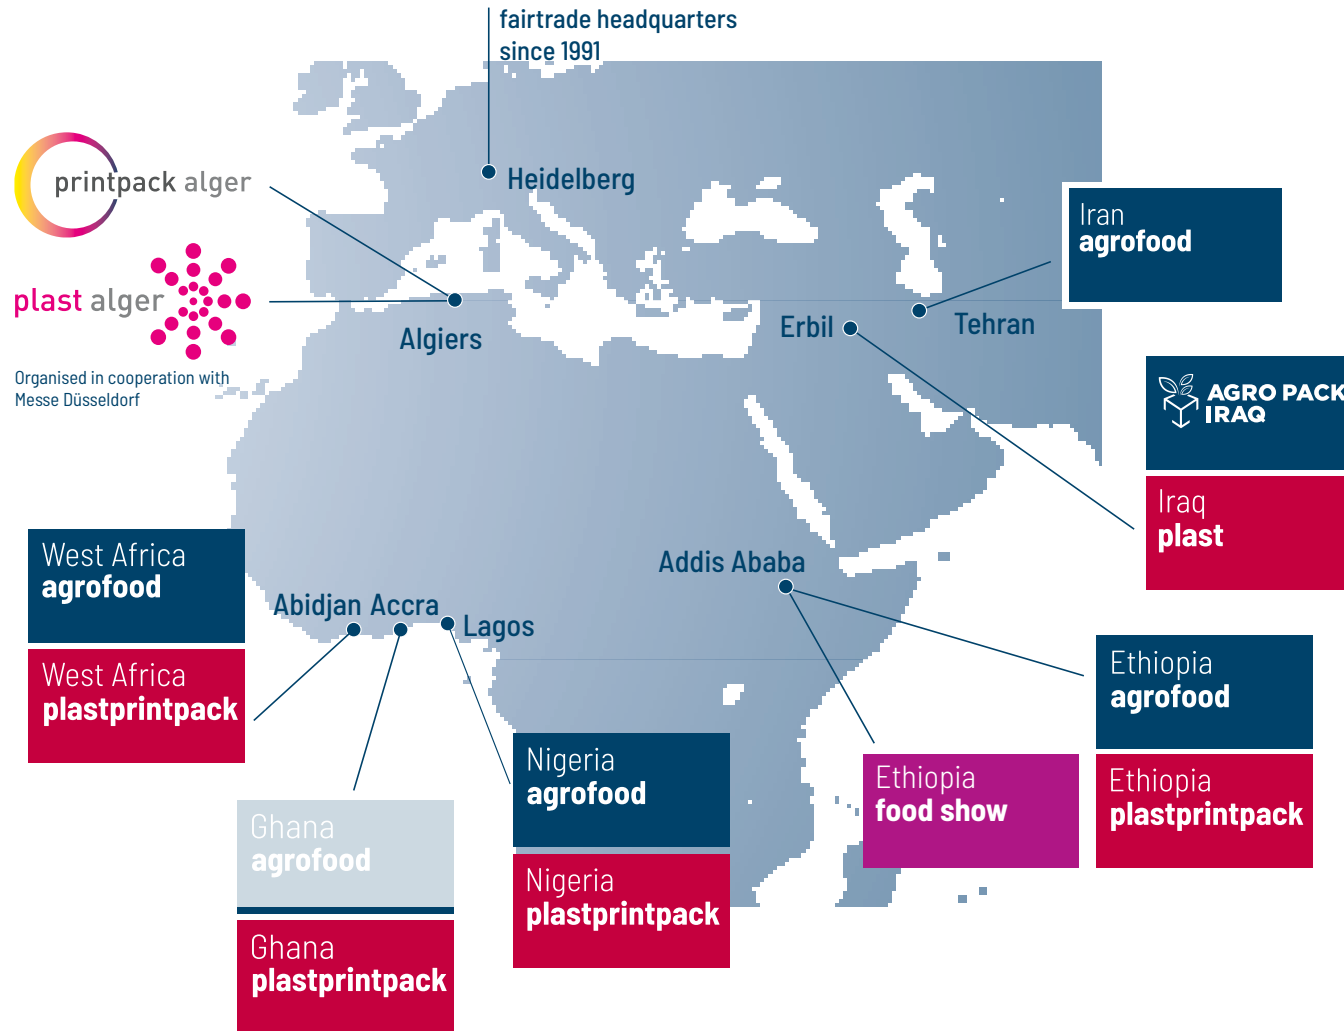 fairtrade headquarters
since 1991
printpack alger
Heidelberg
Iran
agrofood
plast alger
Algiers
Erbil
Tehran
Organised in cooperation with
Messe Düsseldorf
AGRO PACK
IRAQ
Iraq
plast
West Africa
agrofood
Addis Ababa
Abidjan
Accra
Lagos
West Africa
plastprintpack
Ethiopia
agrofood
Nigeria
agrofood
Ethiopia
food show
Ethiopia
plastprintpack
Ghana
agrofood
Nigeria
plastprintpack
Ghana
plastprintpack